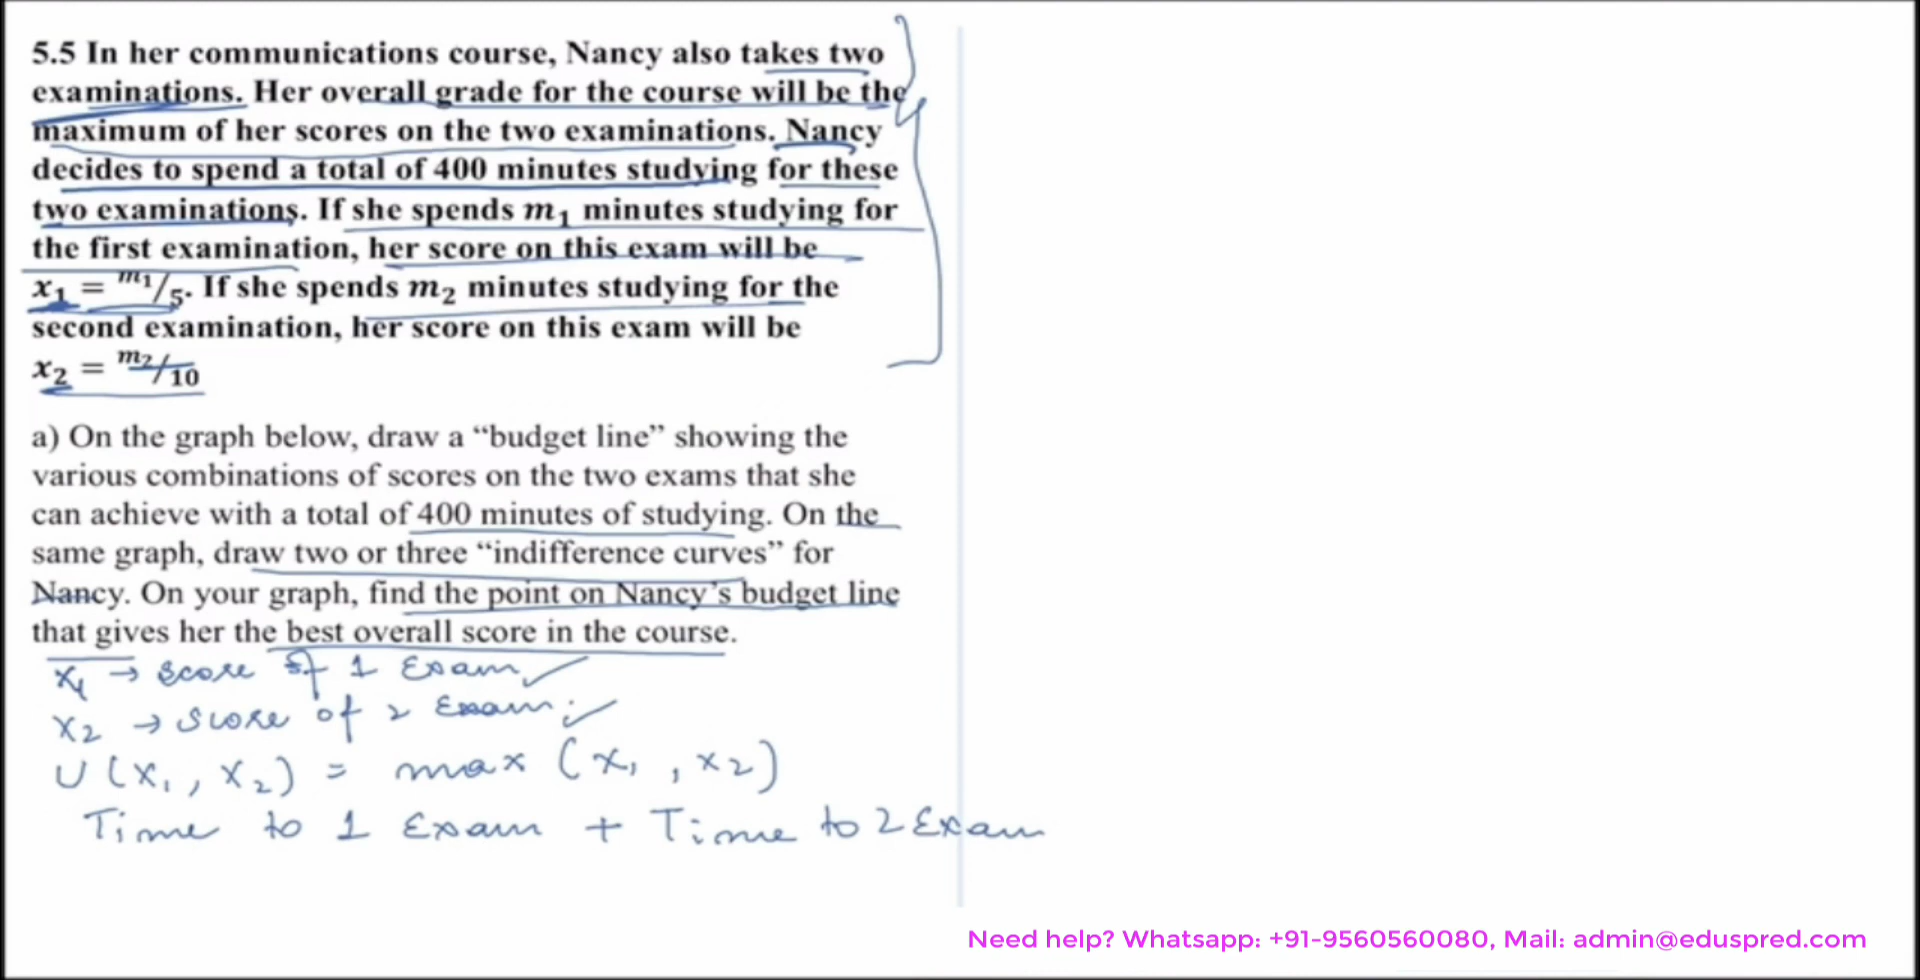 5.5 In her communications course, Nancy also takes two
examinations. Her overall grade for the course will be the
maximum of her scores on the two examinations. Nancy
decides to spend a total of 400 minutes studying for these
two examinations. If she spends m₁ minutes studying for
the first examination, her score on this exam will be
x₁ = m₁/5. If she spends m₂ minutes studying for the
second examination, her score on this exam will be
x₂ = m₂/10
a) On the graph below, draw a “budget line” showing the
various combinations of scores on the two exams that she
can achieve with a total of 400 minutes of studying. On the
same graph, draw two or three “indifference curves” for
Nancy. On your graph, find the point on Nancy’s budget line
that gives her the best overall score in the course.
x₁ → score of 1 Exam ✓
x₂ → score of 2 Exam. ✓
U(x₁, x₂) = max (x₁, x₂)
Time to 1 Exam + Time to 2 Exam
Need help? Whatsapp: +91-9560560080, Mail: admin@eduspred.com